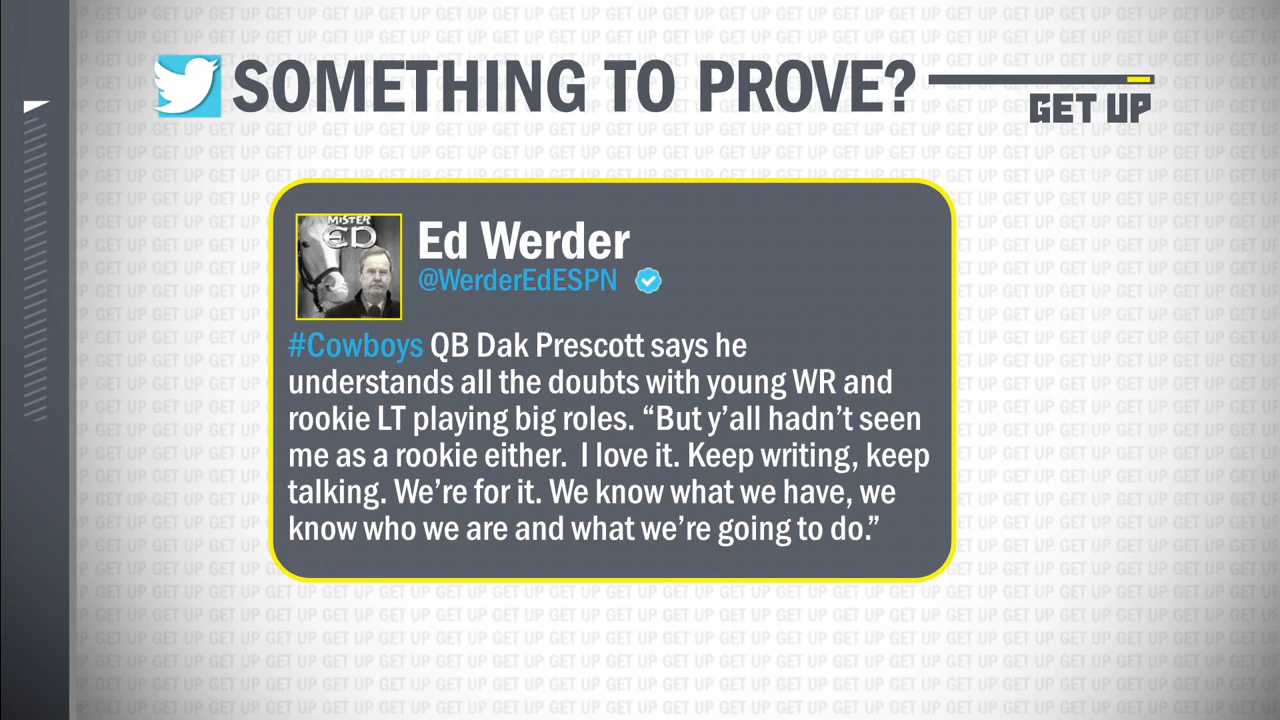 SOMETHING TO PROVE?
GET UP
MISTER
ED
Ed Werder
@WerderEdESPN
#Cowboys QB Dak Prescott says he
understands all the doubts with young WR and
rookie LT playing big roles. “But y’all hadn’t seen
me as a rookie either.  I love it. Keep writing, keep
talking. We’re for it. We know what we have, we
know who we are and what we’re going to do.”